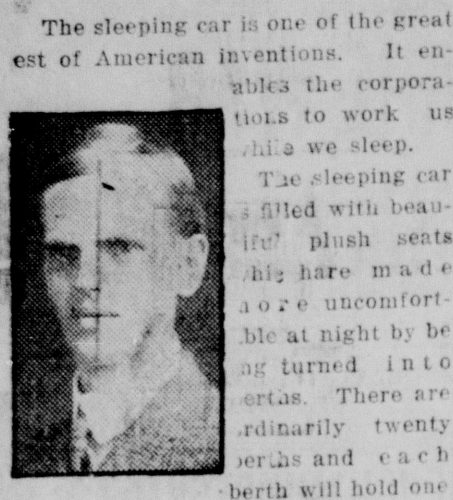 The sleeping car is one of the great
est of American inventions. It en-
ables the corpora-
tions to work us
while we sleep.
The sleeping car
is filled with beau-
tiful plush seats
whic hare made
more uncomfort-
able at night by be
ing turned into
berths. There are
ordinarily twenty
berths and each
berth will hold one